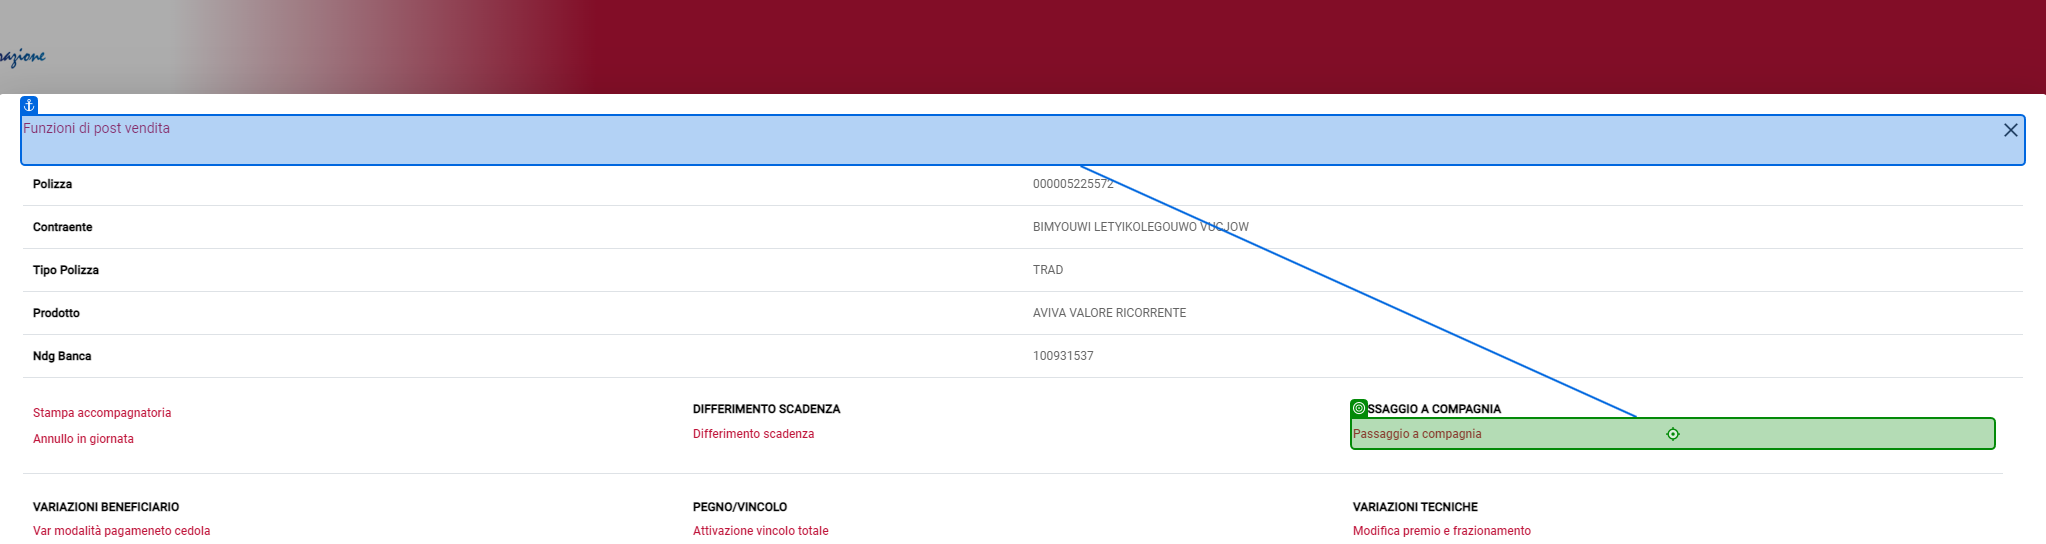 Funzioni di post vendita
Polizza 000005225572
Contraente BIMYOUWI LETYIKOLEGOUWO VUCJOW
Tipo Polizza TRAD
Prodotto AVIVA VALORE RICORRENTE
Ndg Banca 100931537
Stampa accompagnatoria
Annullo in giornata
DIFFERIMENTO SCADENZA
Differimento scadenza
SSAGGIO A COMPAGNIA
Passaggio a compagnia
VARIAZIONI BENEFICIARIO
Var modalità pagameneto cedola
PEGNO/VINCOLO
Attivazione vincolo totale
VARIAZIONI TECNICHE
Modifica premio e frazionamento